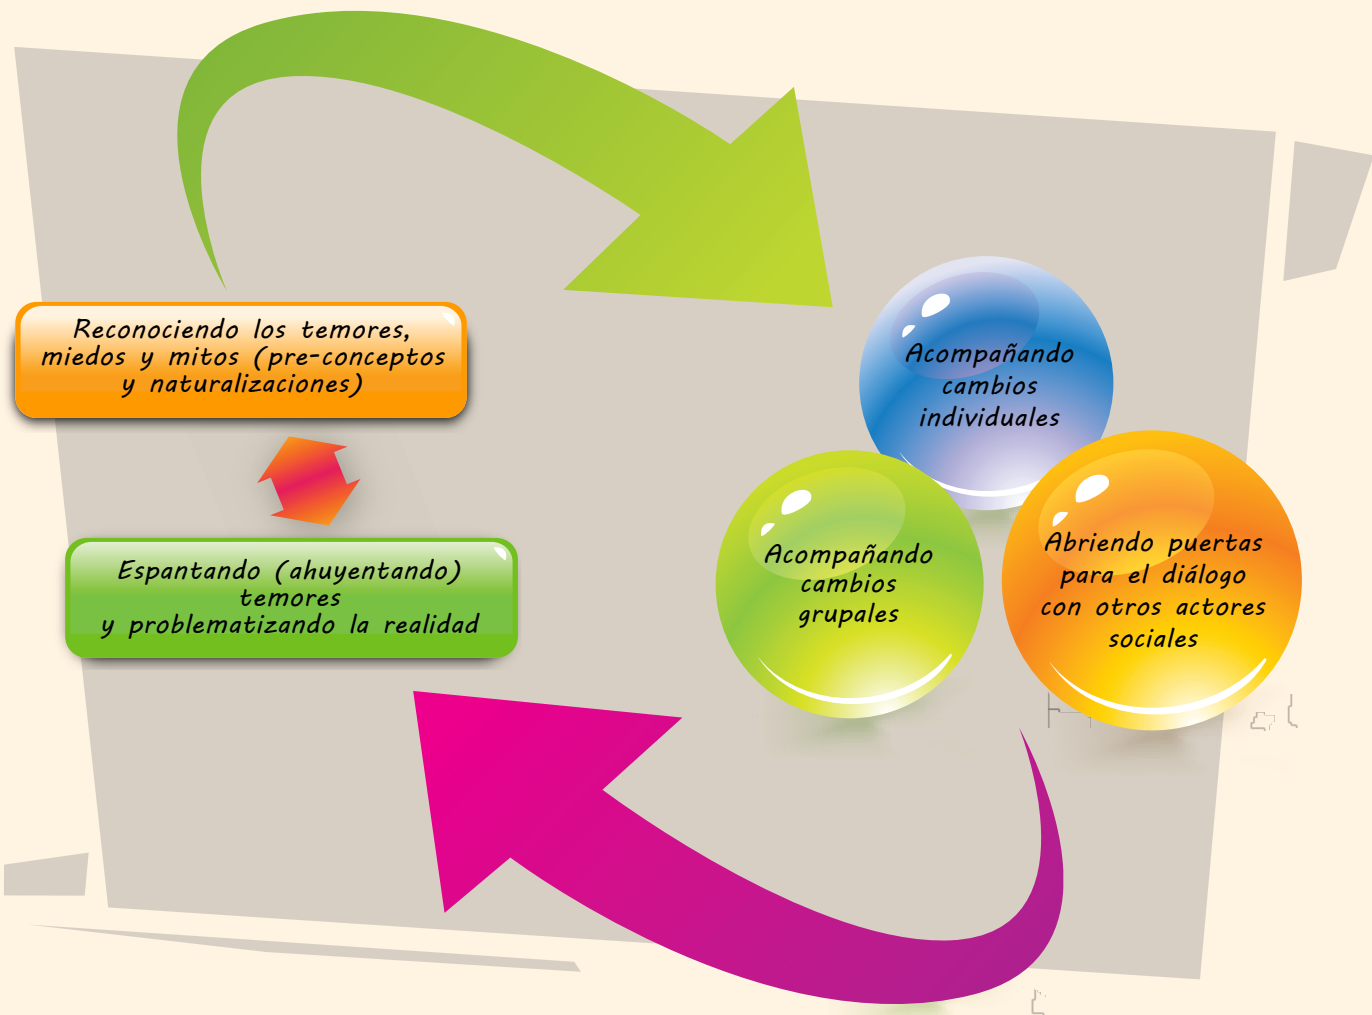 Reconociendo los temores,
miedos y mitos (pre-conceptos
y naturalizaciones)
Espantando (ahuyentando)
temores
y problematizando la realidad
Acompañando
cambios
individuales
Acompañando
cambios
grupales
Abriendo puertas
para el diálogo
con otros actores
sociales